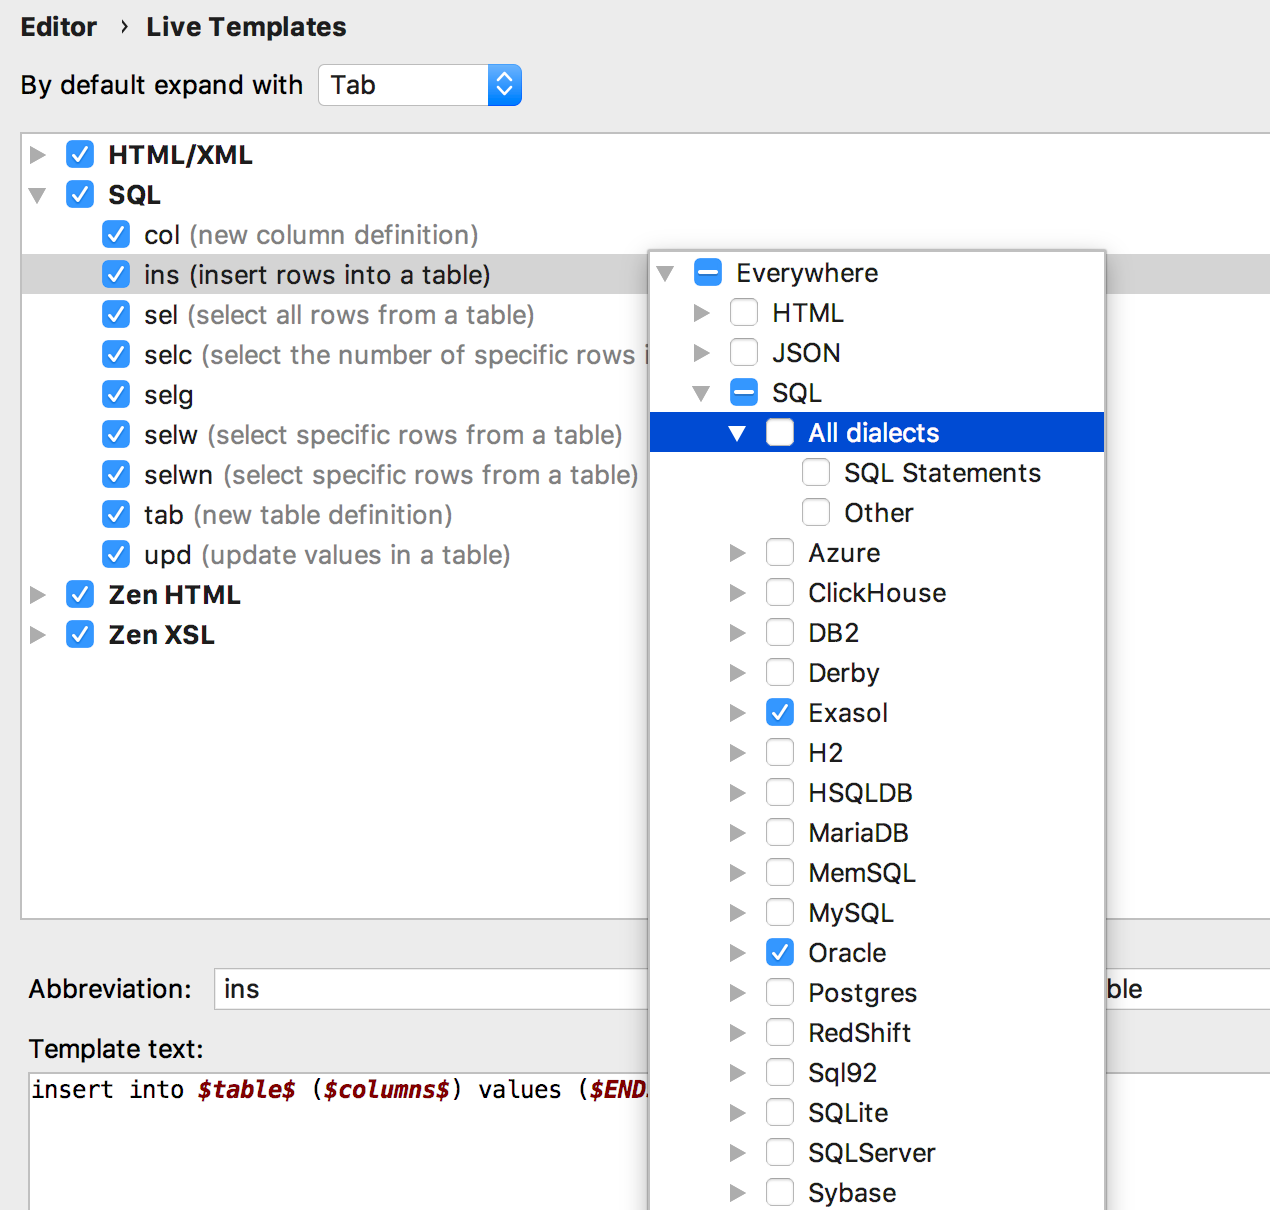 Editor › Live Templates
By default expand with Tab
HTML/XML
SQL
col (new column definition)
ins (insert rows into a table)
sel (select all rows from a table)
selc (select the number of specific rows
selg
selw (select specific rows from a table)
selwn (select specific rows from a table)
tab (new table definition)
upd (update values in a table)
Zen HTML
Zen XSL
Everywhere
HTML
JSON
SQL
All dialects
SQL Statements
Other
Azure
ClickHouse
DB2
Derby
Exasol
H2
HSQLDB
MariaDB
MemSQL
MySQL
Oracle
Postgres
RedShift
Sql92
SQLite
SQLServer
Sybase
Abbreviation: ins
ble
Template text:
insert into $table$ ($columns$) values ($END